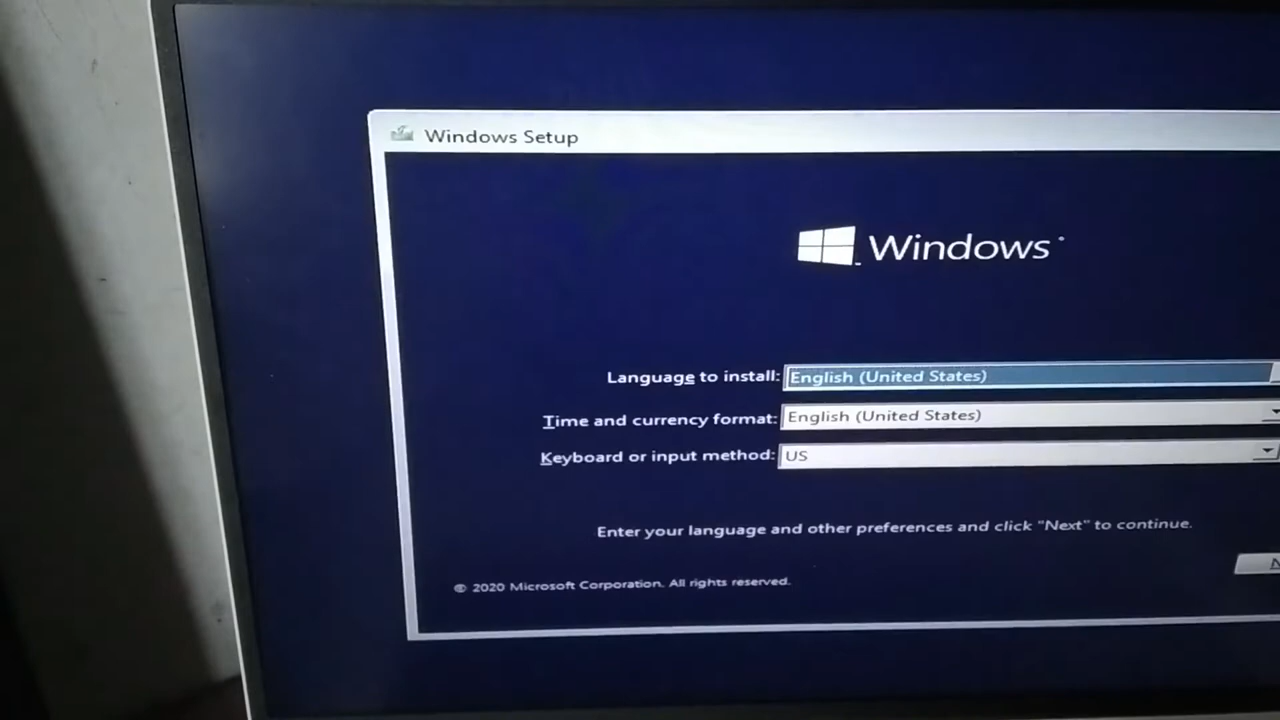 Windows Setup
Windows
Language to install: English (United States)
Time and currency format: English (United States)
Keyboard or input method: US
Enter your language and other preferences and click "Next" to continue.
© 2020 Microsoft Corporation. All rights reserved.